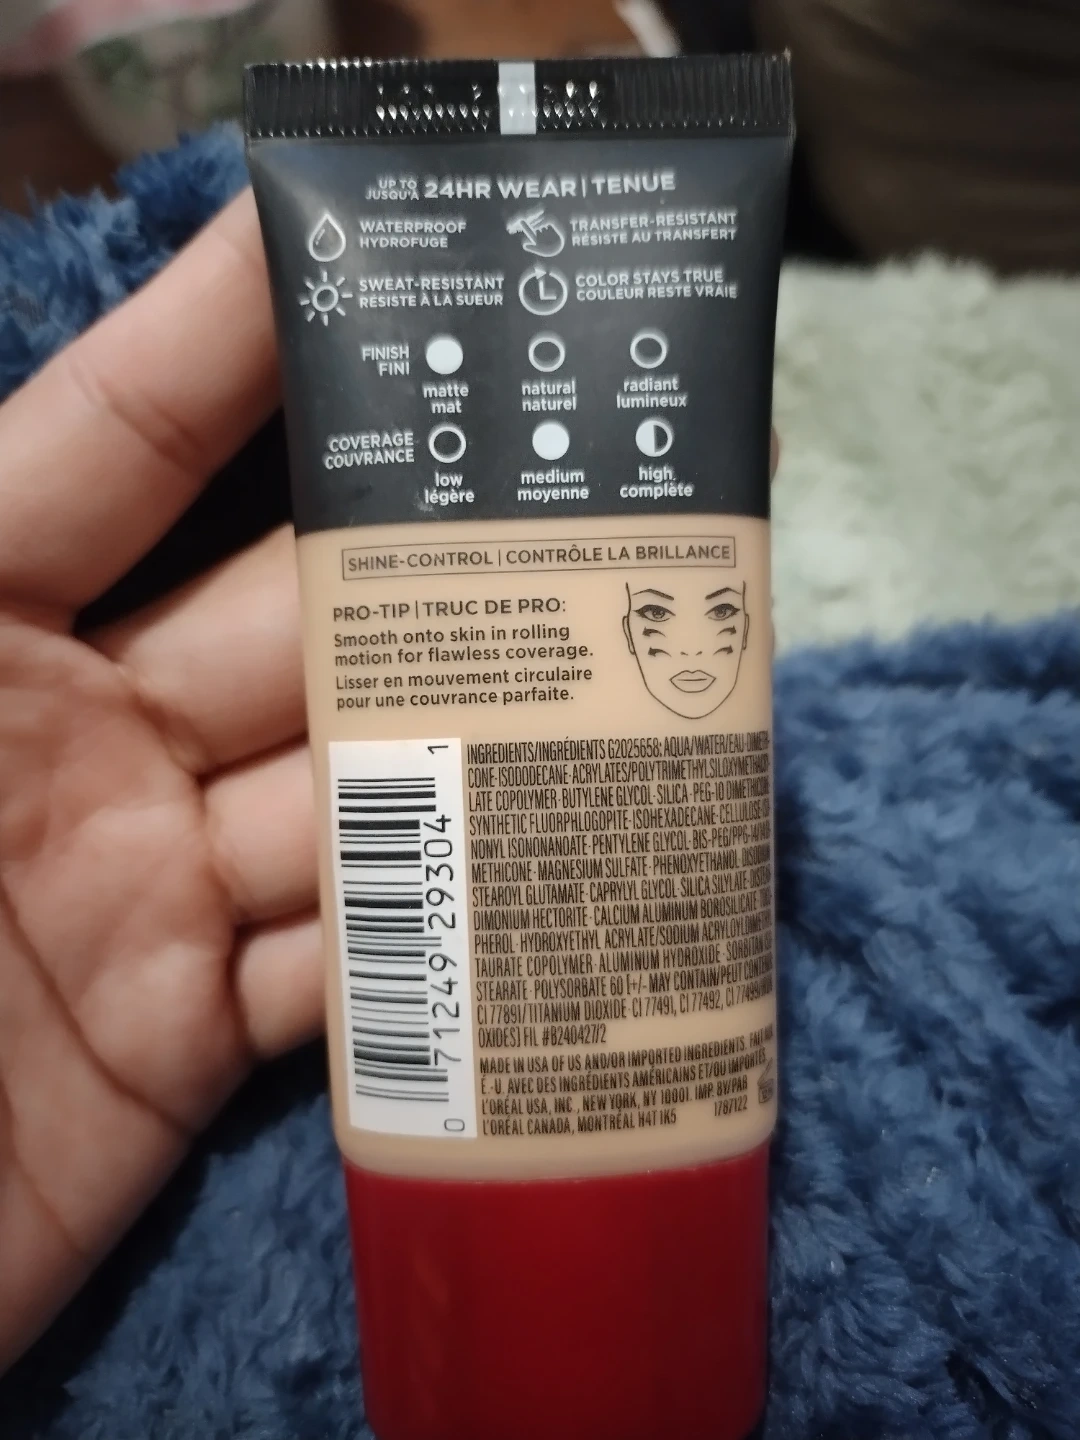 UP TO
JUSQU'À
24HR WEAR | TENUE
WATERPROOF
HYDROFUGE
TRANSFER-RESISTANT
RÉSISTE AU TRANSFERT
SWEAT-RESISTANT
RÉSISTE À LA SUEUR
COLOR STAYS TRUE
COULEUR RESTE VRAIE
FINISH
FINI
matte
mat
natural
naturel
radiant
lumineux
COVERAGE
COUVRANCE
low
légère
medium
moyenne
high
complète
SHINE-CONTROL | CONTRÔLE LA BRILLANCE
PRO-TIP | TRUC DE PRO:
Smooth onto skin in rolling
motion for flawless coverage.
Lisser en mouvement circulaire
pour une couvrance parfaite.
0 71249 29304 1
INGREDIENTS/INGRÉDIENTS G2025658: AQUA/WATER/EAU·DIMETHI-
CONE·ISODODECANE·ACRYLATES/POLYTRIMETHYLSILOXYMETHACRY-
LATE COPOLYMER·BUTYLENE GLYCOL·SILICA·PEG-10 DIMETHICONE
SYNTHETIC FLUORPHLOGOPITE·ISOHEXADECANE·CELLULOSE
NONYL ISONONANOATE·PENTYLENE GLYCOL·BIS-PEG/PPG-14/
METHICONE·MAGNESIUM SULFATE·PHENOXYETHANOL·DISODIUM
STEAROYL GLUTAMATE·CAPRYLYL GLYCOL·SILICA SILYLATE
DIMONIUM HECTORITE·CALCIUM ALUMINUM BOROSILICATE
PHEROL·HYDROXYETHYL ACRYLATE/SODIUM ACRYLOYLDIMETHYL
TAURATE COPOLYMER·ALUMINUM HYDROXIDE·SORBITAN
STEARATE·POLYSORBATE 60 [+/- MAY CONTAIN/PEUT CONTENIR
CI 77891/TITANIUM DIOXIDE·CI 77491, CI 77492, CI 77499/IRON
OXIDES] FIL #B240427/2
MADE IN USA OF US AND/OR IMPORTED INGREDIENTS. FAIT AUX
É.-U. AVEC DES INGRÉDIENTS AMÉRICAINS ET/OU IMPORTÉS.
L'ORÉAL USA, INC., NEW YORK, NY 10001. IMP. BY/PAR
L'ORÉAL CANADA, MONTRÉAL H4T 1K5
1787122